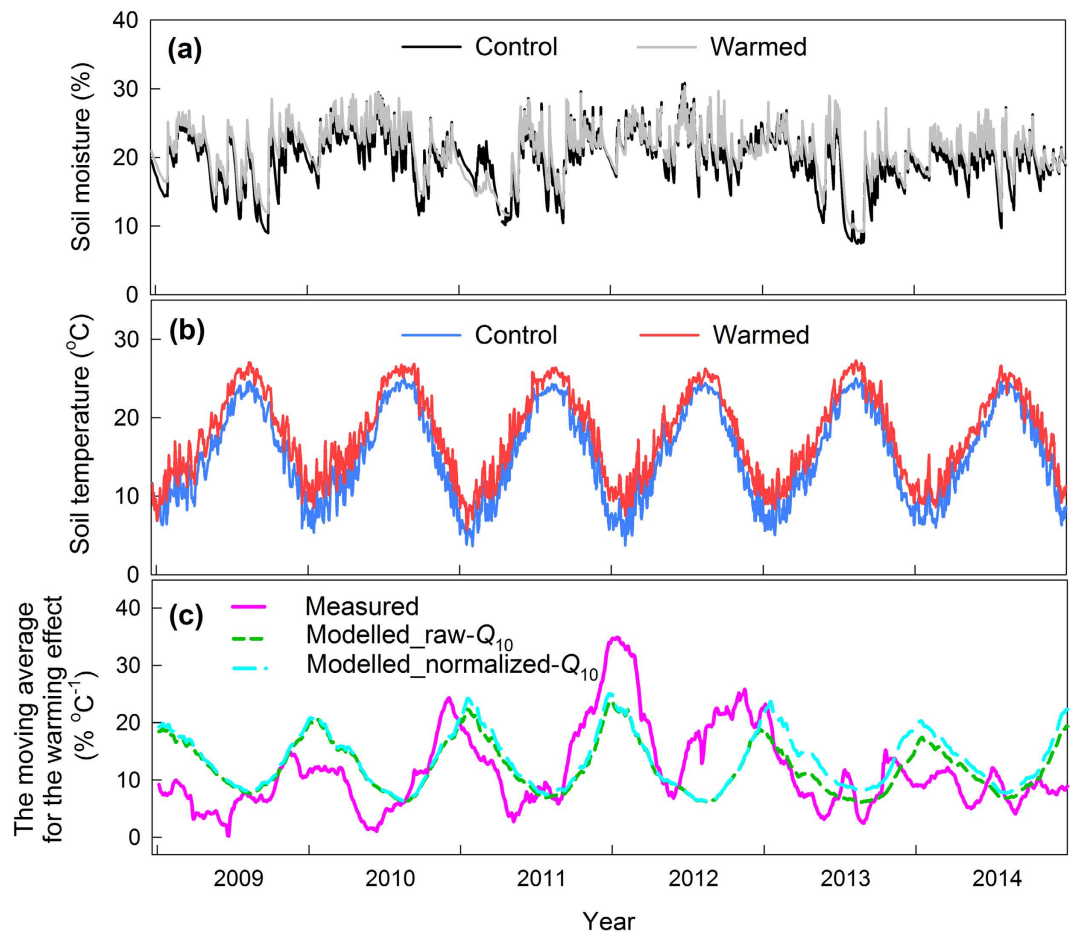 (a)
Control
Warmed
Soil moisture (%)
40
30
20
10
0
(b)
Control
Warmed
Soil temperature (°C)
30
20
10
0
(c)
Measured
Modelled_raw-Q10
Modelled_normalized-Q10
The moving average
for the warming effect
(% °C-1)
40
30
20
10
0
2009 2010 2011 2012 2013 2014
Year